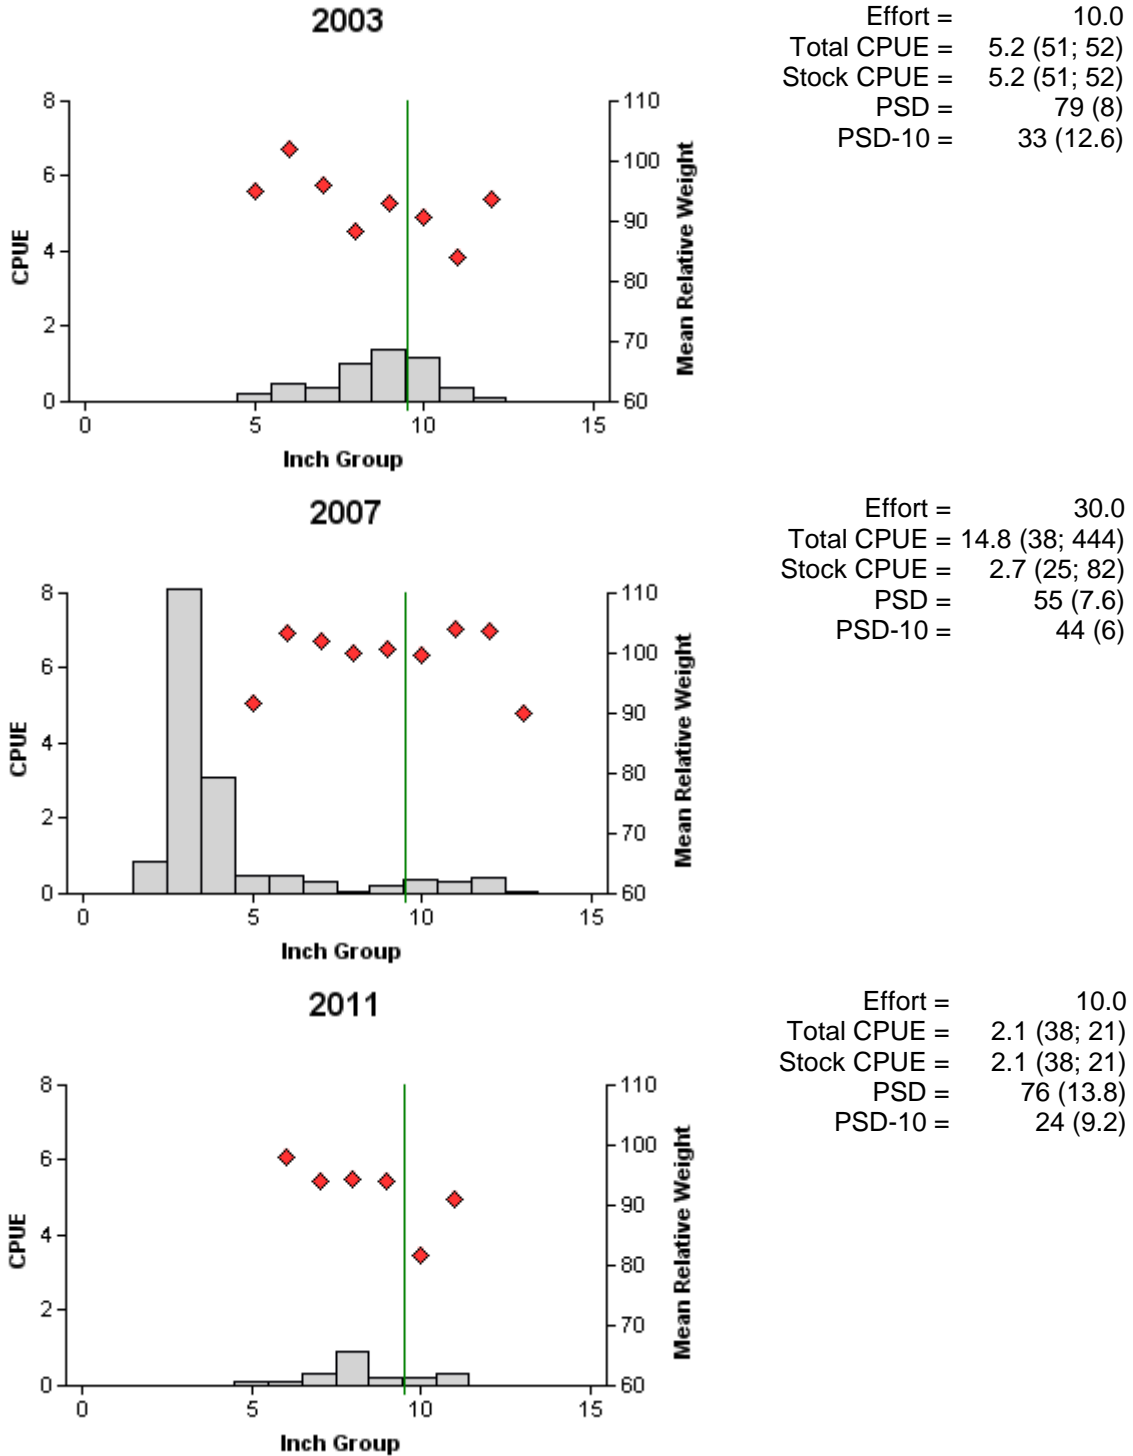 2003
Effort = 10.0
Total CPUE = 5.2 (51; 52)
Stock CPUE = 5.2 (51; 52)
PSD = 79 (8)
PSD-10 = 33 (12.6)
8
6
4
2
0
CPUE
110
100
90
80
70
60
Mean Relative Weight
0 5 10 15
Inch Group
2007
Effort = 30.0
Total CPUE = 14.8 (38; 444)
Stock CPUE = 2.7 (25; 82)
PSD = 55 (7.6)
PSD-10 = 44 (6)
8
6
4
2
0
CPUE
110
100
90
80
70
60
Mean Relative Weight
0 5 10 15
Inch Group
2011
Effort = 10.0
Total CPUE = 2.1 (38; 21)
Stock CPUE = 2.1 (38; 21)
PSD = 76 (13.8)
PSD-10 = 24 (9.2)
8
6
4
2
0
CPUE
110
100
90
80
70
60
Mean Relative Weight
0 5 10 15
Inch Group